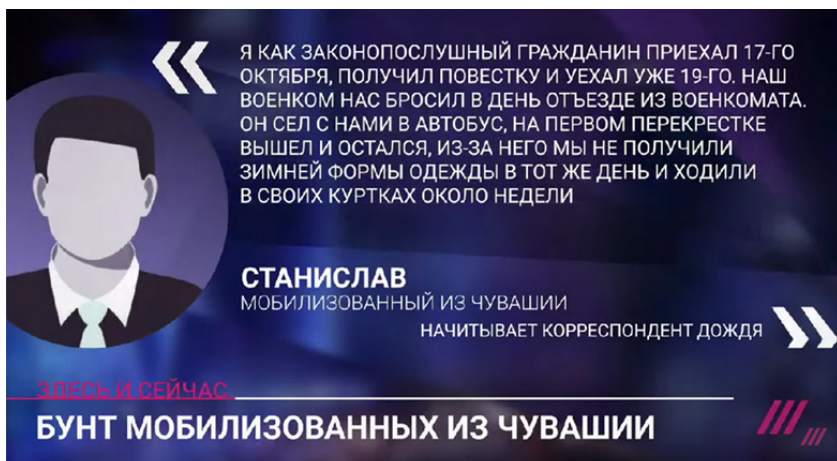 Я КАК ЗАКОНОПОСЛУШНЫЙ ГРАЖДАНИН ПРИЕХАЛ 17-ГО
ОКТЯБРЯ, ПОЛУЧИЛ ПОВЕСТКУ И УЕХАЛ УЖЕ 19-ГО. НАШ
ВОЕНКОМ НАС БРОСИЛ В ДЕНЬ ОТЪЕЗДЕ ИЗ ВОЕНКОМАТА.
ОН СЕЛ С НАМИ В АВТОБУС, НА ПЕРВОМ ПЕРЕКРЕСТКЕ
ВЫШЕЛ И ОСТАЛСЯ, ИЗ-ЗА НЕГО МЫ НЕ ПОЛУЧИЛИ
ЗИМНЕЙ ФОРМЫ ОДЕЖДЫ В ТОТ ЖЕ ДЕНЬ И ХОДИЛИ
В СВОИХ КУРТКАХ ОКОЛО НЕДЕЛИ
СТАНИСЛАВ
МОБИЛИЗОВАННЫЙ ИЗ ЧУВАШИИ
НАЧИТЫВАЕТ КОРРЕСПОНДЕНТ ДОЖДЯ
ЗДЕСЬ И СЕЙЧАС
БУНТ МОБИЛИЗОВАННЫХ ИЗ ЧУВАШИИ